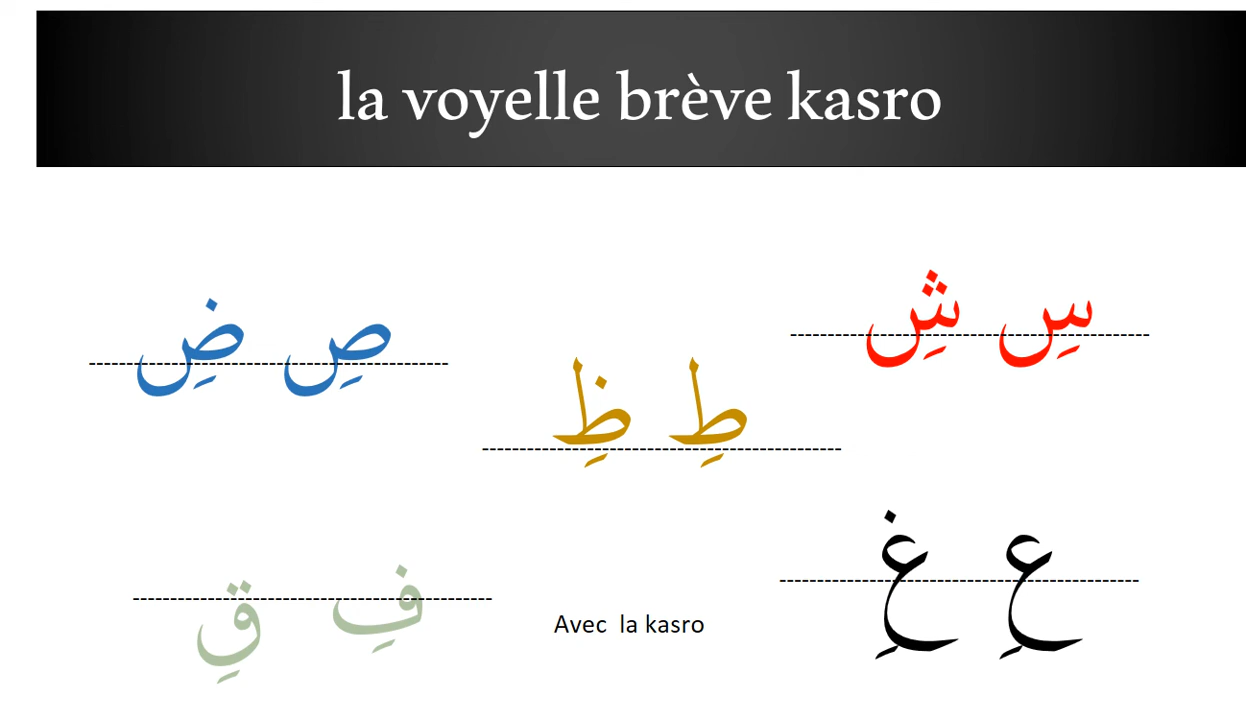 la voyelle brève kasro
سِ شِ
صِ ضِ
طِ ظِ
عِ غِ
فِ قِ
Avec la kasro